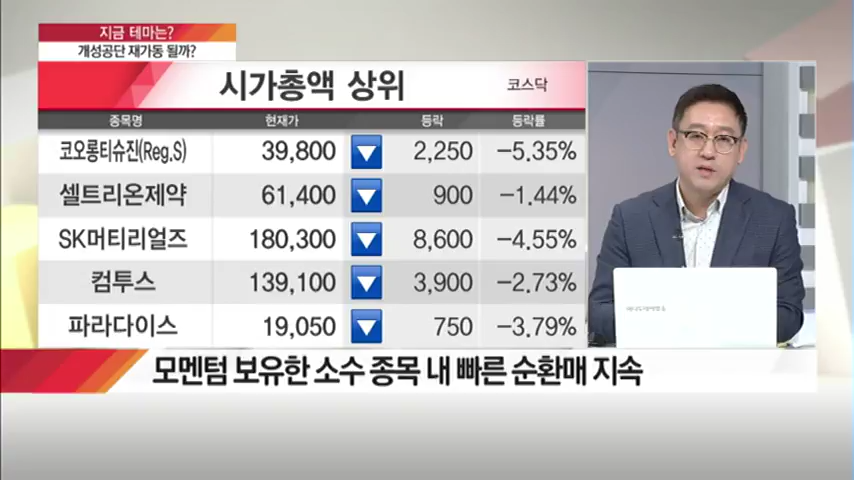 지금 테마는?
개성공단 재가동 될까?
시가총액 상위 코스닥
종목명 현재가 등락 등락률
코오롱티슈진(Reg.S) 39,800 ▼ 2,250 −5.35%
셀트리온제약 61,400 ▼ 900 −1.44%
SK머티리얼즈 180,300 ▼ 8,600 −4.55%
컴투스 139,100 ▼ 3,900 −2.73%
파라다이스 19,050 ▼ 750 −3.79%
모멘텀 보유한 소수 종목 내 빠른 순환매 지속